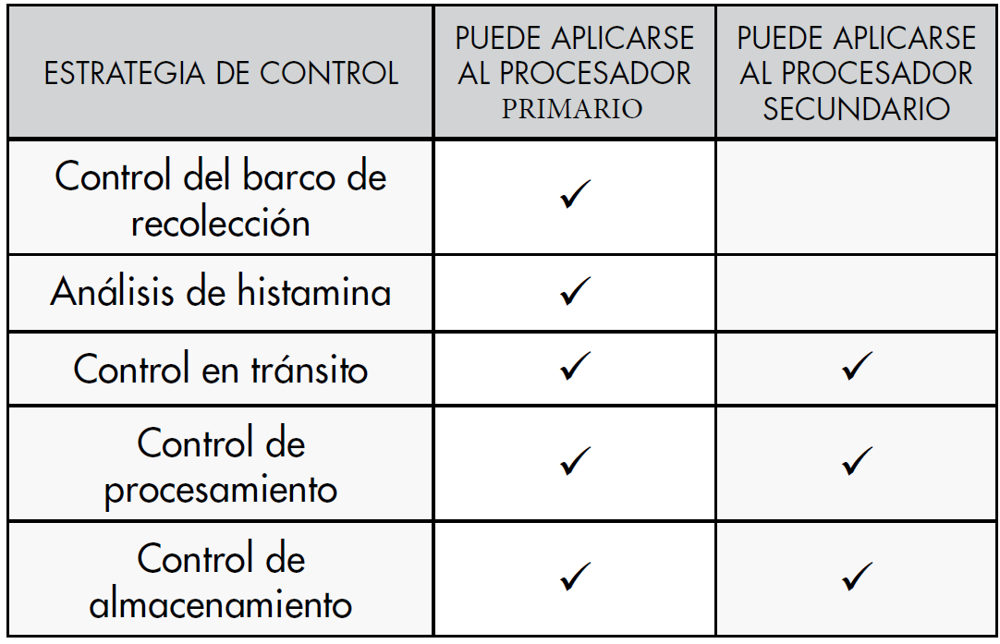 ESTRATEGIA DE CONTROL
PUEDE APLICARSE
AL PROCESADOR
PRIMARIO
PUEDE APLICARSE
AL PROCESADOR
SECUNDARIO
Control del barco de
recolección
✓
Análisis de histamina
✓
Control en tránsito
✓
✓
Control de
procesamiento
✓
✓
Control de
almacenamiento
✓
✓